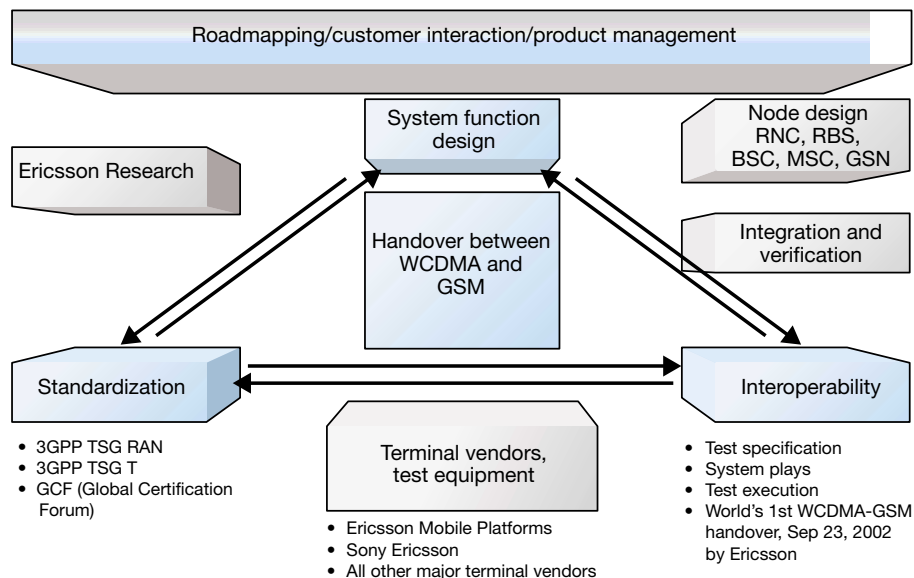 Roadmapping/customer interaction/product management
System function
design
Node design
RNC, RBS,
BSC, MSC, GSN
Ericsson Research
Handover between
WCDMA and
GSM
Integration and
verification
Standardization
Interoperability
• 3GPP TSG RAN
• 3GPP TSG T
• GCF (Global Certification
Forum)
Terminal vendors,
test equipment
• Ericsson Mobile Platforms
• Sony Ericsson
• All other major terminal vendors
• Test specification
• System plays
• Test execution
• World's 1st WCDMA-GSM
handover, Sep 23, 2002
by Ericsson